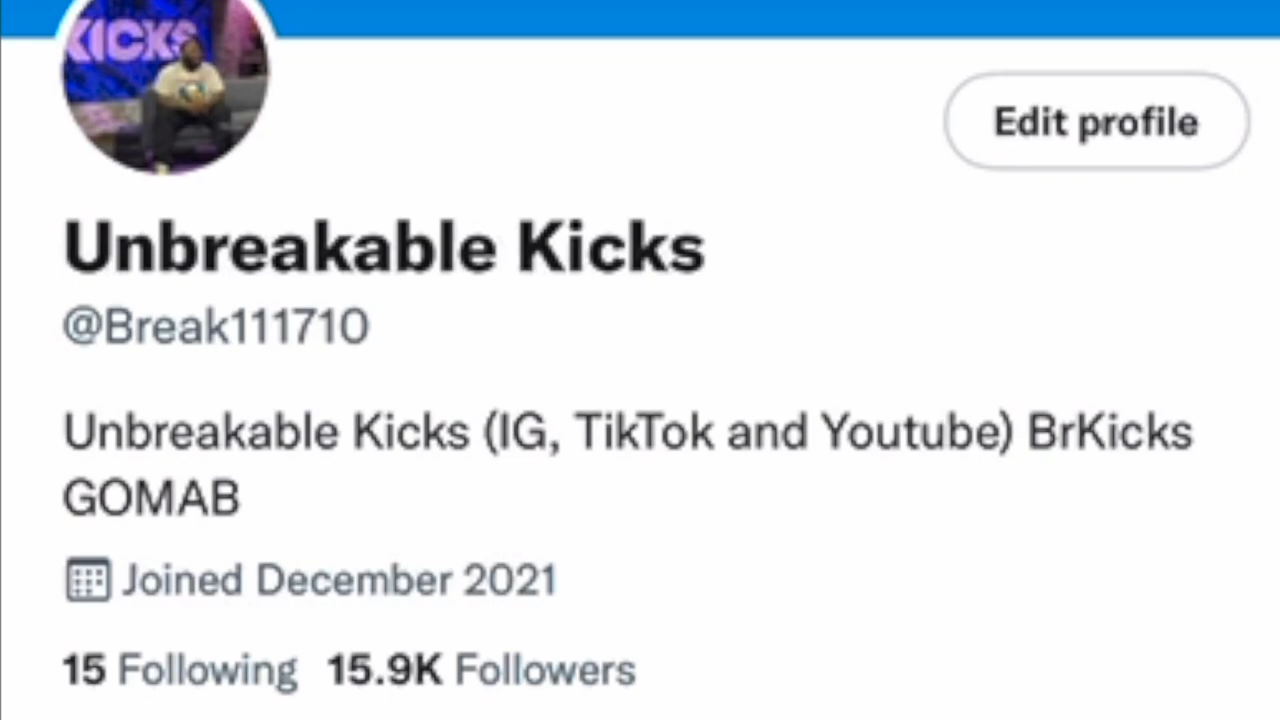 KICKS
Edit profile
Unbreakable Kicks
@Break111710
Unbreakable Kicks (IG, TikTok and Youtube) BrKicks
GOMAB
Joined December 2021
15 Following 15.9K Followers